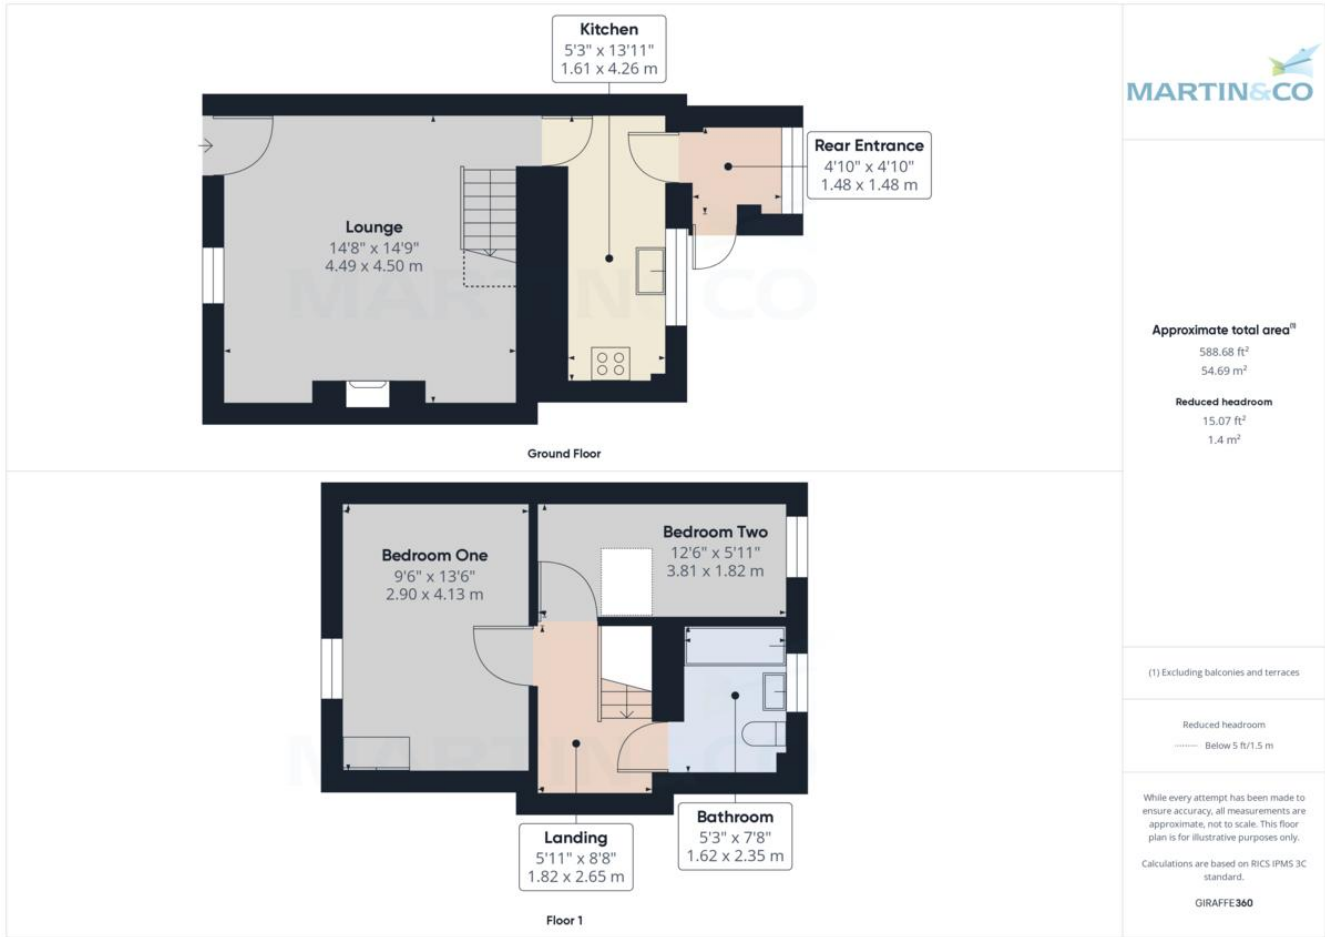 Kitchen
5'3" x 13'11"
1.61 x 4.26 m
Rear Entrance
4'10" x 4'10"
1.48 x 1.48 m
Lounge
14'8" x 14'9"
4.49 x 4.50 m
MARTIN&CO
Ground Floor
Bedroom One
9'6" x 13'6"
2.90 x 4.13 m
Bedroom Two
12'6" x 5'11"
3.81 x 1.82 m
MARTIN&CO
Landing
5'11" x 8'8"
1.82 x 2.65 m
Bathroom
5'3" x 7'8"
1.62 x 2.35 m
Floor 1
MARTIN&CO
Approximate total area(1)
588.68 ft²
54.69 m²
Reduced headroom
15.07 ft²
1.4 m²
(1) Excluding balconies and terraces
Reduced headroom
Below 5 ft/1.5 m
While every attempt has been made to
ensure accuracy, all measurements are
approximate, not to scale. This floor
plan is for illustrative purposes only.
Calculations are based on RICS IPMS 3C
standard.
GIRAFFE360